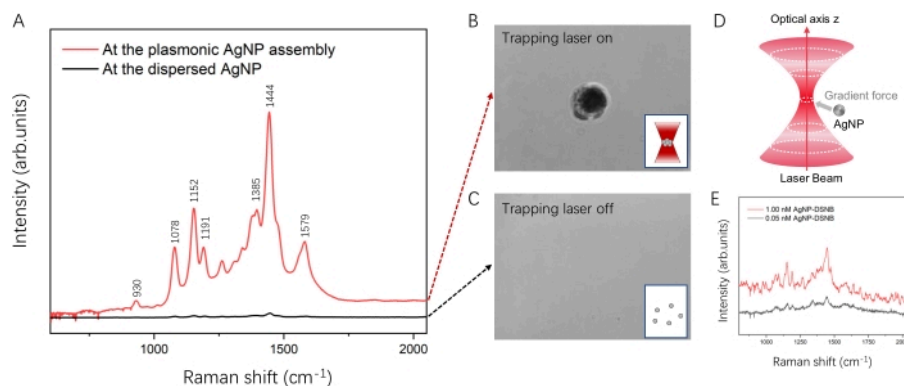 A
At the plasmonic AgNP assembly
At the dispersed AgNP
930
1078
1152
1191
1385
1444
1579
Intensity (arb.units)
1000
1500
2000
Raman shift (cm⁻¹)
B
Trapping laser on
C
Trapping laser off
D
Optical axis z
Gradient force
AgNP
Laser Beam
E
1.00 nM AgNP-DSNB
0.05 nM AgNP-DSNB
Intensity (arb.units)
1000
1250
1500
1750
Raman shift (cm⁻¹)